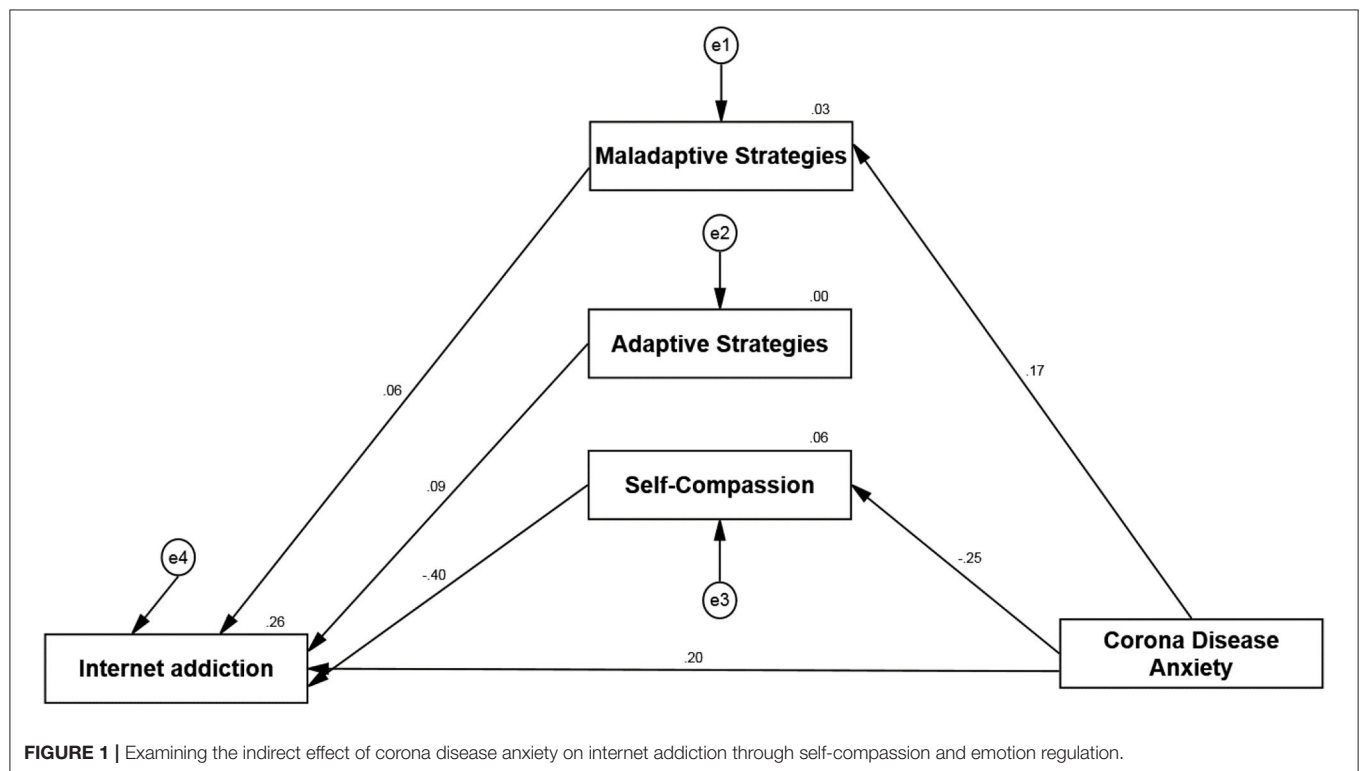 e1
.03
Maladaptive Strategies
e2
.00
Adaptive Strategies
.17
.06
.06
Self-Compassion
.09
-.40
-.25
e4
e3
.26
Internet addiction
.20
Corona Disease
Anxiety
FIGURE 1 | Examining the indirect effect of corona disease anxiety on internet addiction through self-compassion and emotion regulation.